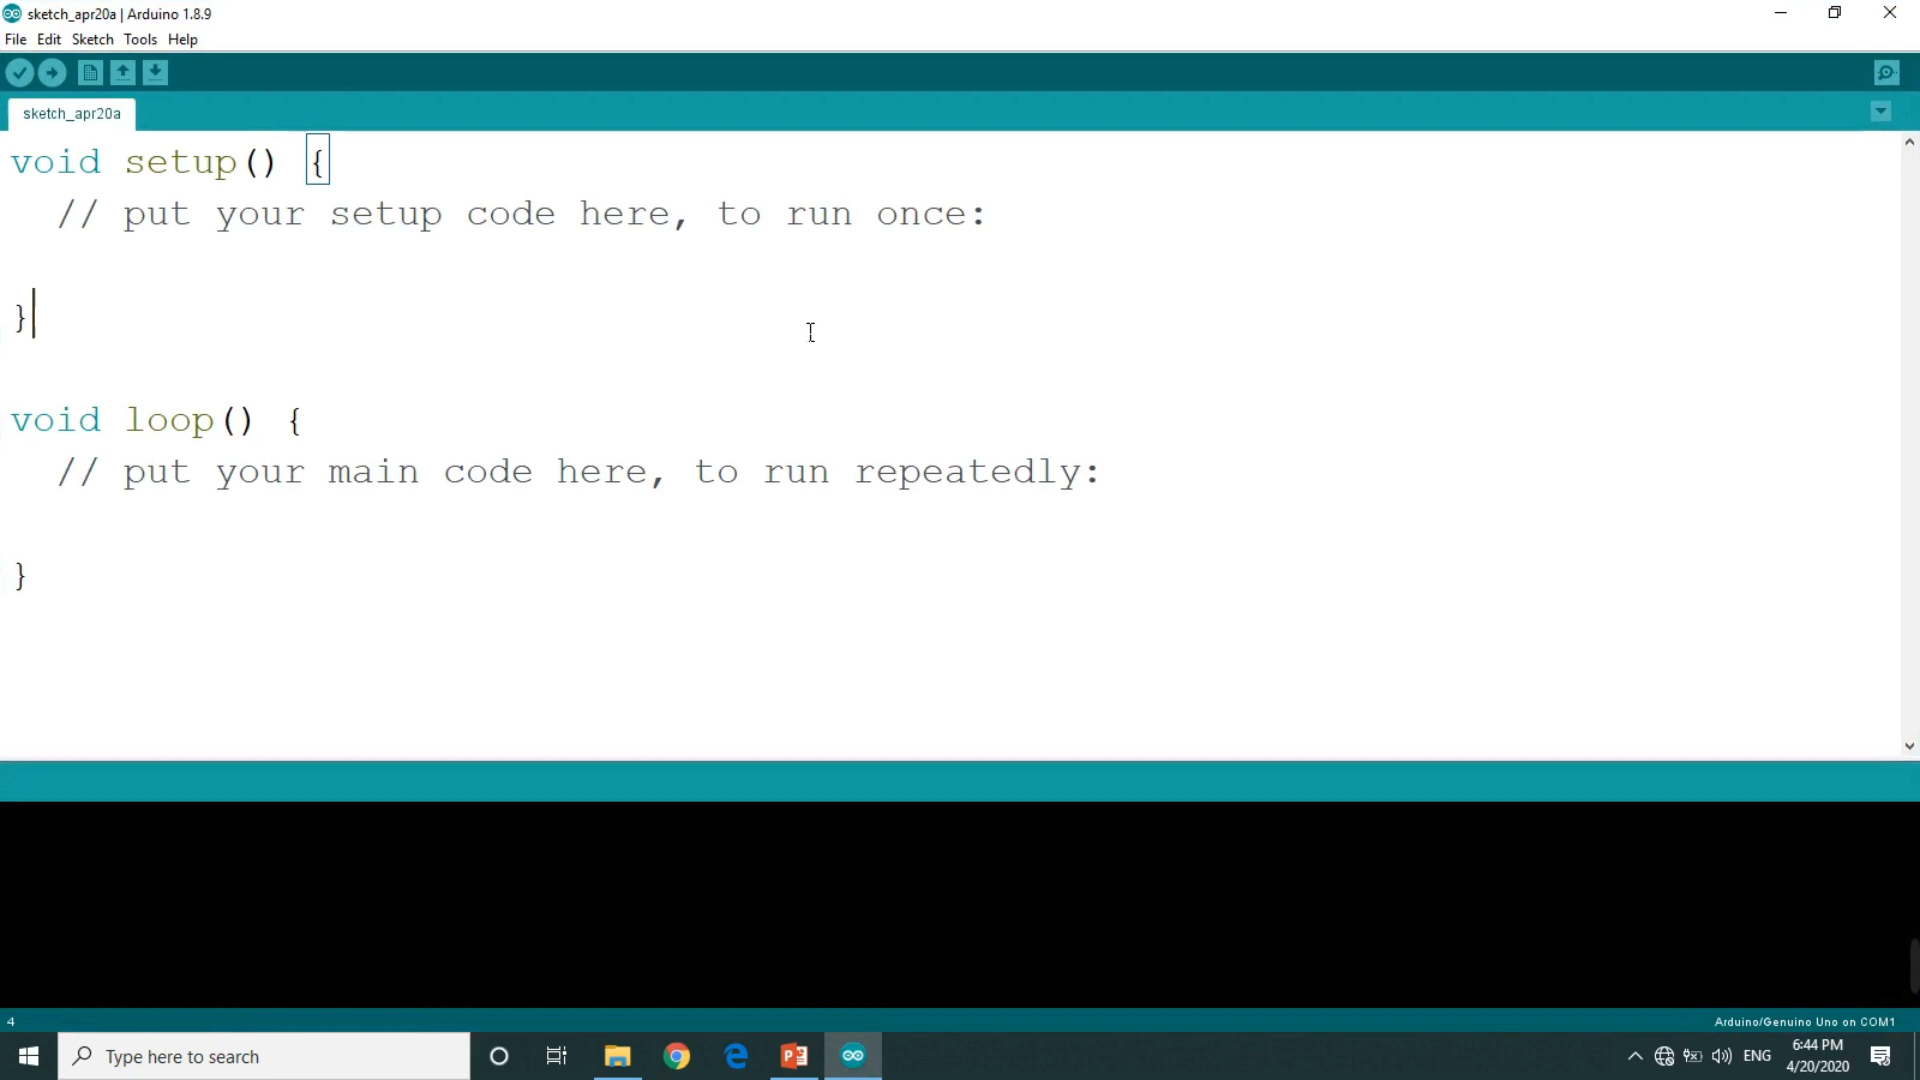 sketch_apr20a | Arduino 1.8.9
File Edit Sketch Tools Help
sketch_apr20a
void setup() {
  // put your setup code here, to run once:
}
void loop() {
  // put your main code here, to run repeatedly:
}
4
Arduino/Genuino Uno on COM1
Type here to search
ENG
6:44 PM
4/20/2020